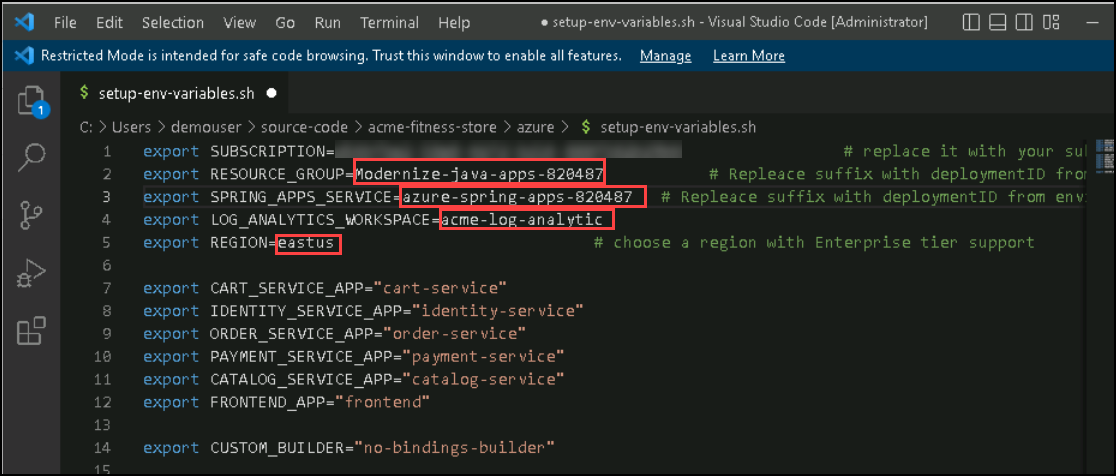 File Edit Selection View Go Run Terminal Help ● setup-env-variables.sh - Visual Studio Code [Administrator]
Restricted Mode is intended for safe code browsing. Trust this window to enable all features. Manage Learn More
1
$ setup-env-variables.sh ●
C: > Users > demouser > source-code > acme-fitness-store > azure > $ setup-env-variables.sh
1 export SUBSCRIPTION= # replace it with your sub
2 export RESOURCE_GROUP=Modernize-java-apps-820487 # Repleace suffix with deploymentID from
3 export SPRING_APPS_SERVICE=azure-spring-apps-820487 # Repleace suffix with deploymentID from envi
4 export LOG_ANALYTICS_WORKSPACE=acme-log-analytic
5 export REGION=eastus # choose a region with Enterprise tier support
6
7 export CART_SERVICE_APP="cart-service"
8 export IDENTITY_SERVICE_APP="identity-service"
9 export ORDER_SERVICE_APP="order-service"
10 export PAYMENT_SERVICE_APP="payment-service"
11 export CATALOG_SERVICE_APP="catalog-service"
12 export FRONTEND_APP="frontend"
13
14 export CUSTOM_BUILDER="no-bindings-builder"
15